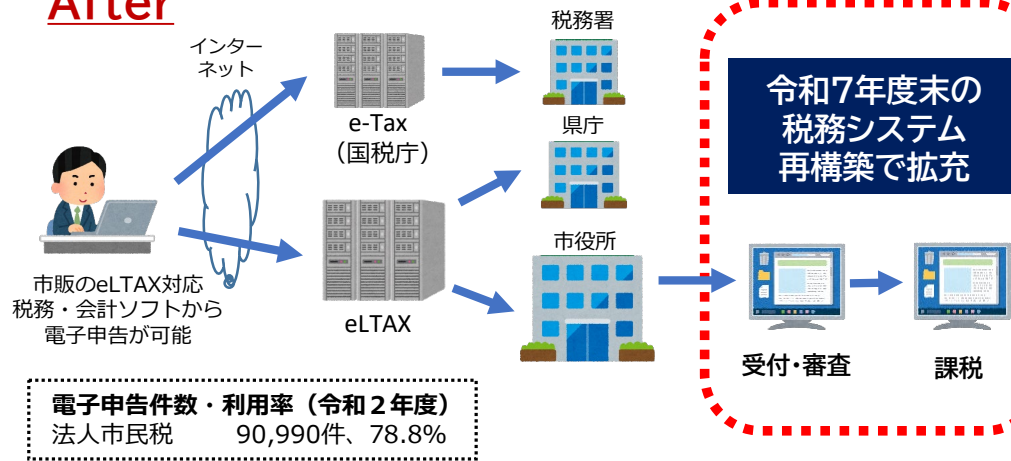 After
インター
ネット
e-Tax
（国税庁）
税務署
県庁
市役所
eLTAX
市販のeLTAX対応
税務・会計ソフトから
電子申告が可能
令和7年度末の
税務システム
再構築で拡充
受付・審査
課税
電子申告件数・利用率（令和２年度）
法人市民税　　90,990件、78.8%